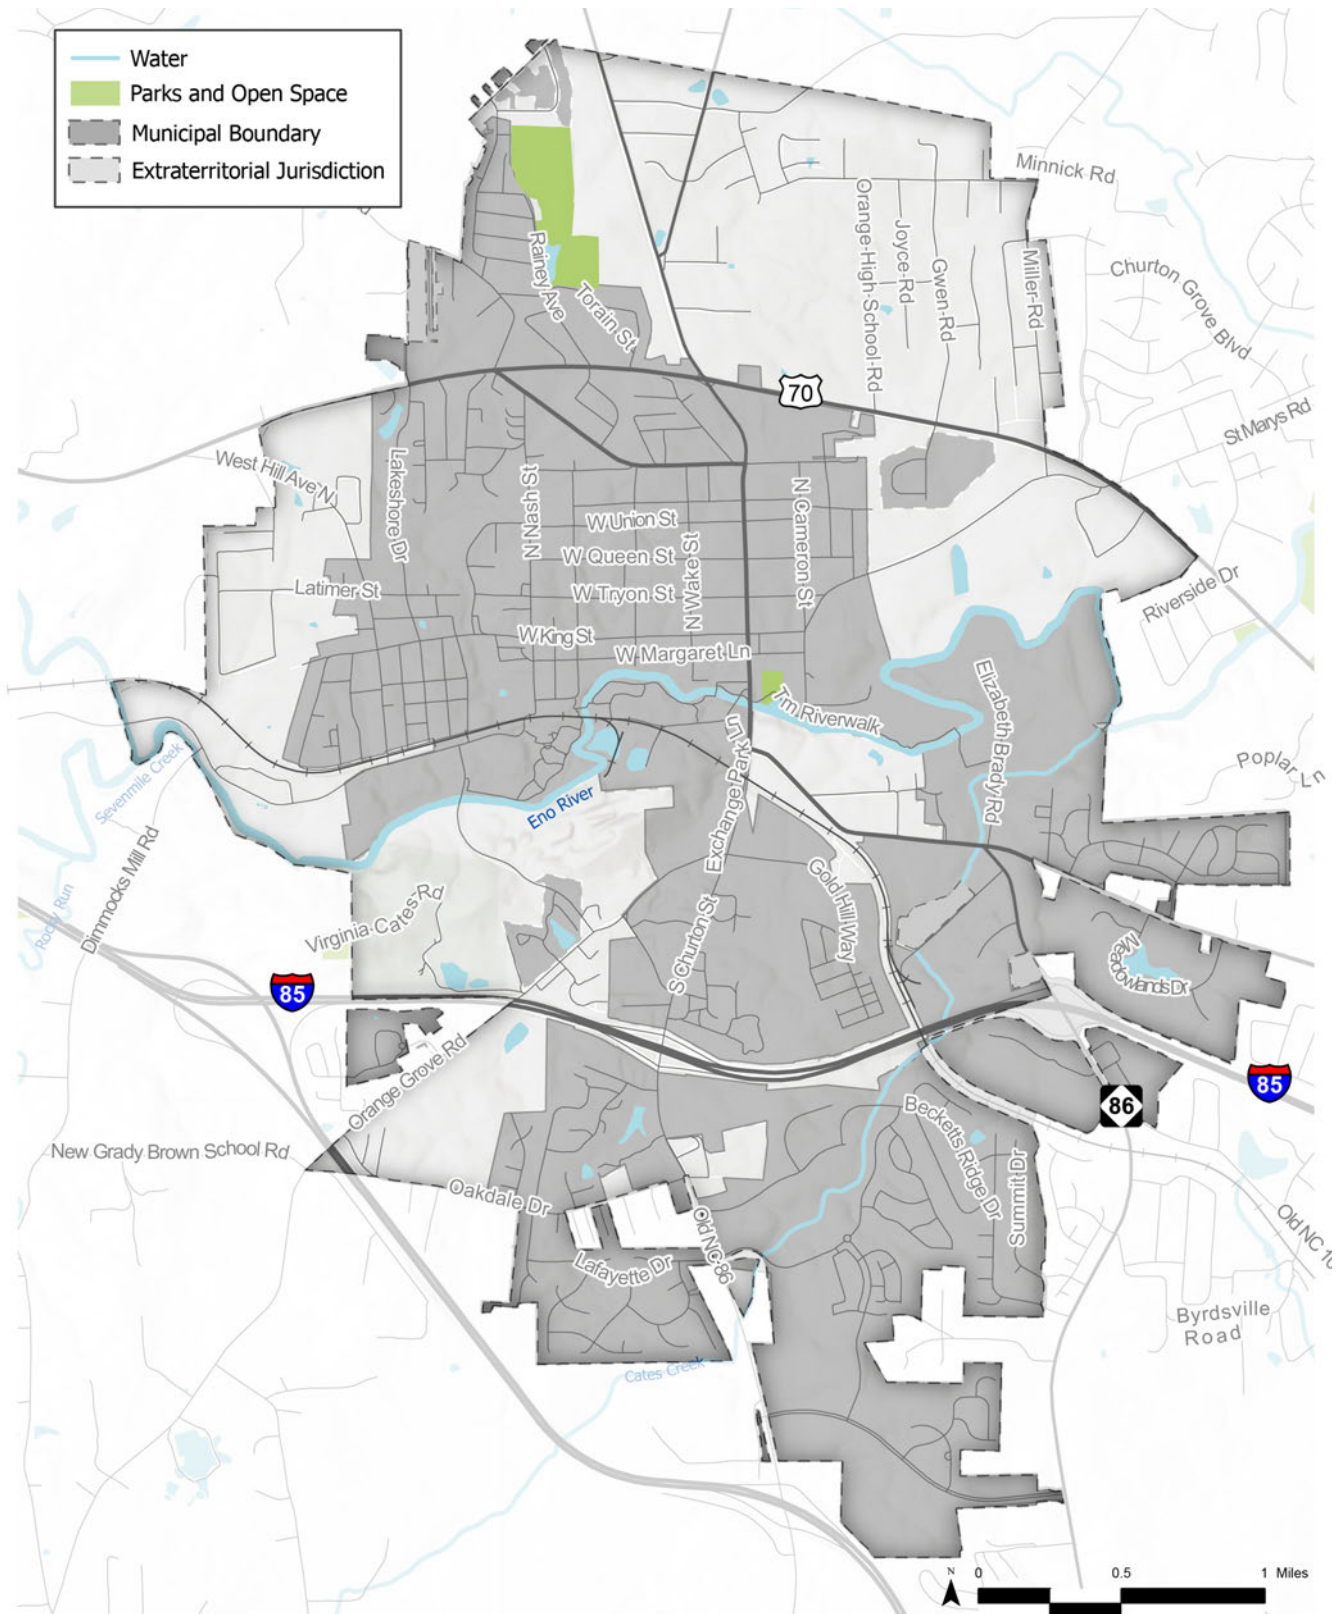 Water
Parks and Open Space
Municipal Boundary
Extraterritorial Jurisdiction
Minnick Rd
Orange-High-School-Rd
Joyce-Rd
Gwen-Rd
Miller-Rd
Churton Grove Blvd
Rainey Ave
Torain St
70
St Marys Rd
West Hill Ave N
Lakeshore Dr
N Nash St
W Union St
N Cameron St
W Queen St
N Wake St
Latimer St
W Tryon St
Riverside Dr
W King St
W Margaret Ln
Elizabeth Brady Rd
Tm Riverwalk
Exchange Park Ln
Sevenmile Creek
Poplar Ln
Eno River
Dimmocks Mill Rd
Rocky Run
Virginia Cates Rd
S Churton St
Gold Hill Way
Meadowlands Dr
85
85
86
Orange Grove Rd
Becketts Ridge Dr
New Grady Brown School Rd
Summit Dr
Oakdale Dr
Old NC 86
Old NC 10
Lafayette Dr
Byrdsville
Road
Cates Creek
N
0 0.5 1 Miles